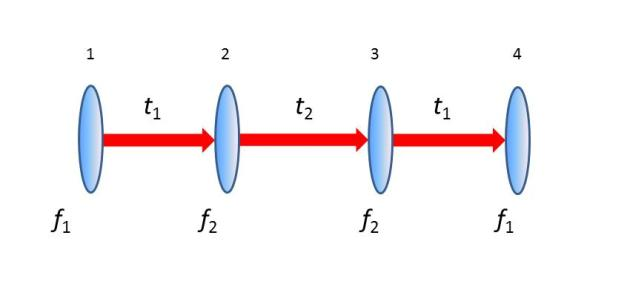 1 2 3 4
t₁ t₂ t₁
f₁ f₂ f₂ f₁